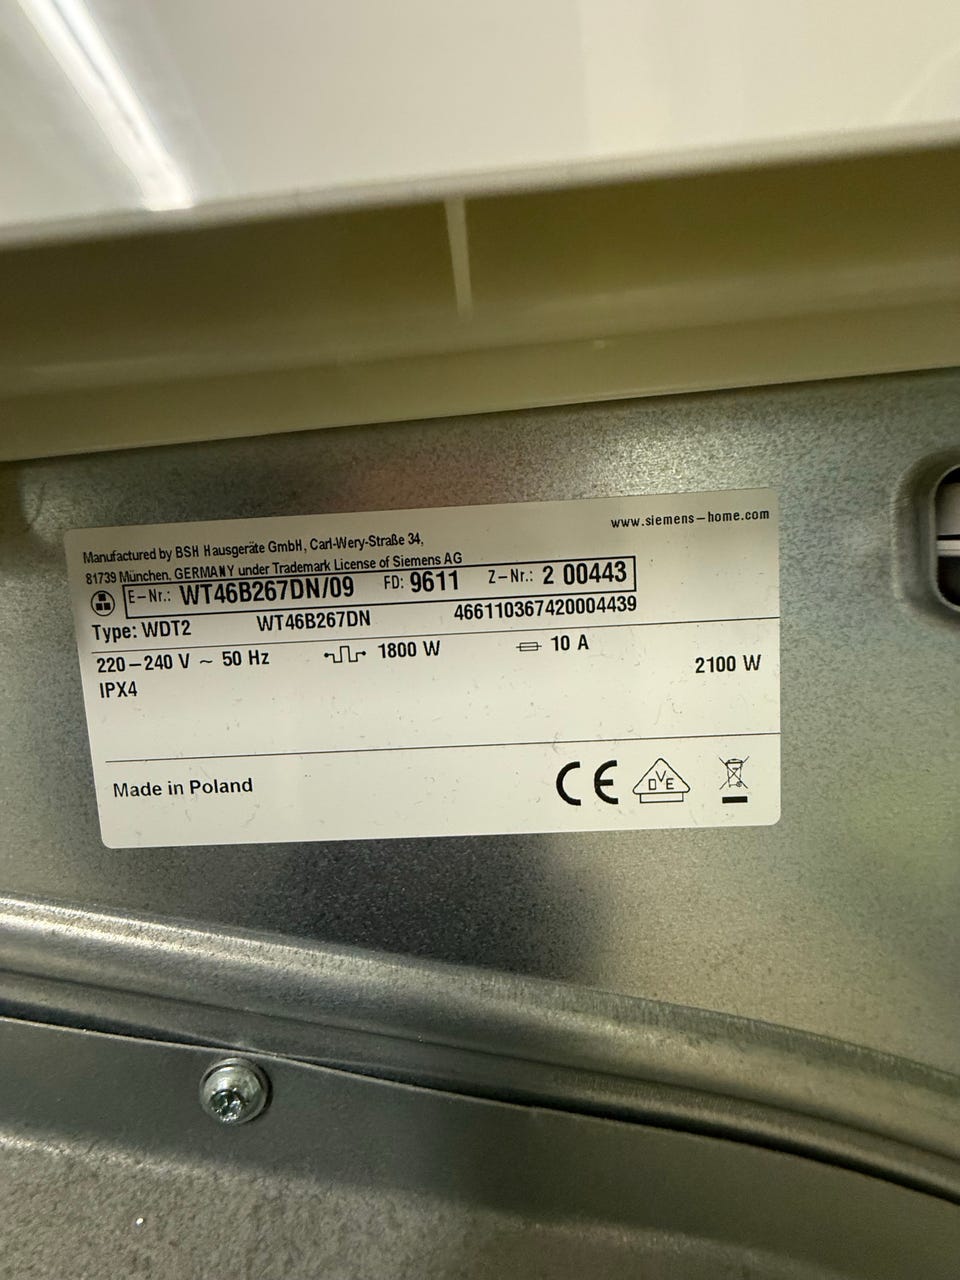 www.siemens-home.com
Manufactured by BSH Hausgeräte GmbH, Carl-Wery-Straße 34,
81739 München, GERMANY under Trademark License of Siemens AG
E-Nr.: WT46B267DN/09 FD: 9611 Z-Nr.: 2 00443
Type: WDT2 WT46B267DN 466110367420004439
220-240 V ~ 50 Hz 1800 W 10 A
IPX4 2100 W
Made in Poland CE DVE